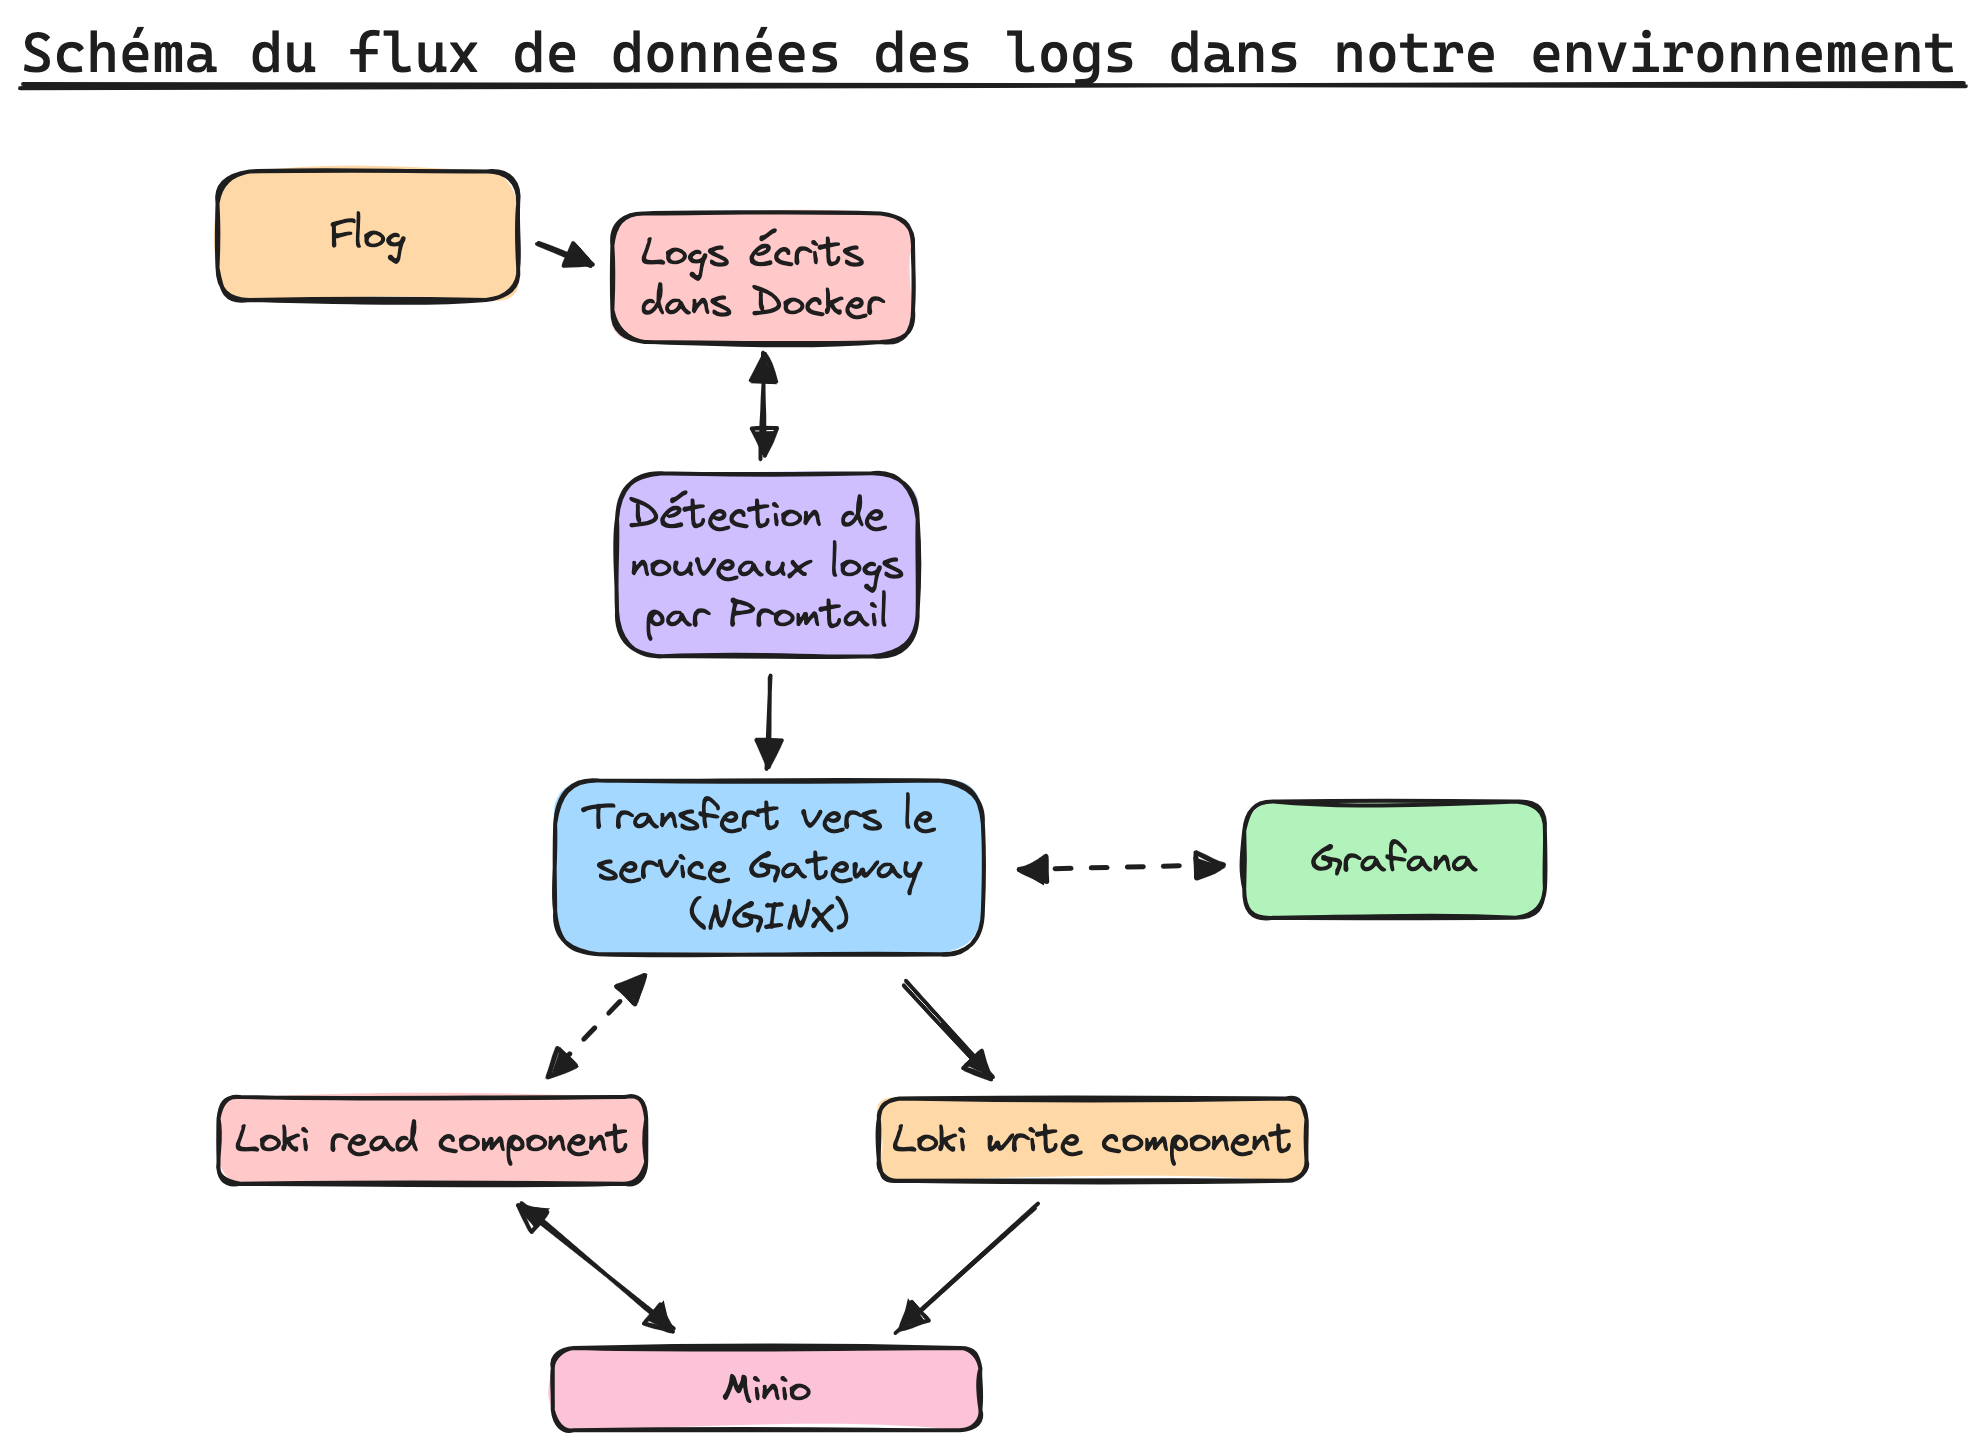 Schéma du flux de données des logs dans notre environnement
Flog
Logs écrits
dans Docker
Détection de
nouveaux logs
par Promtail
Transfert vers le
service Gateway
(NGINX)
Grafana
Loki read component
Loki write component
Minio